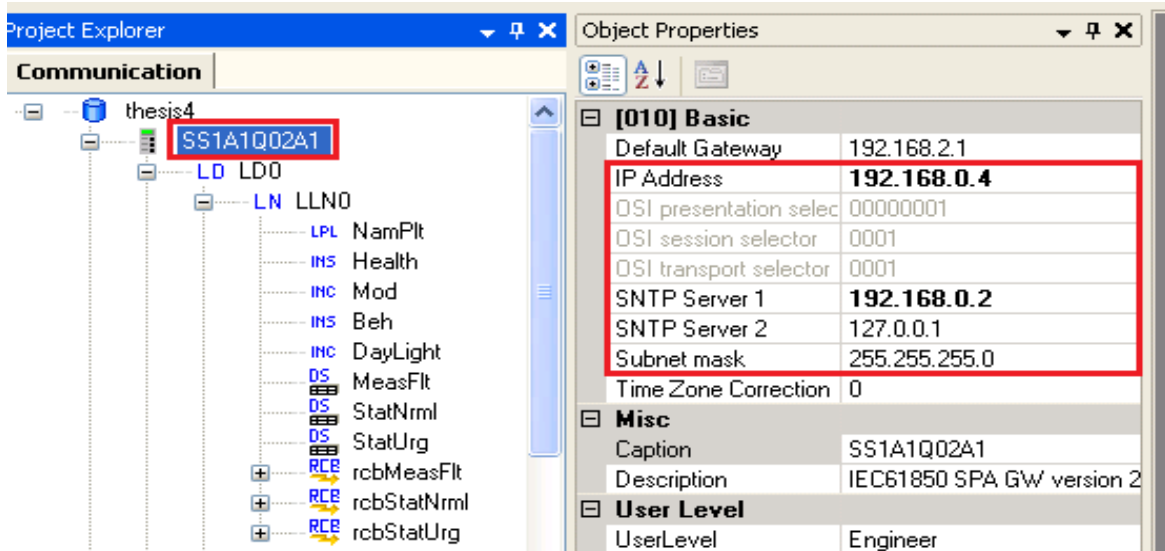 Project Explorer
Communication
thesis4
SS1A1Q02A1
LD LD0
LN LLN0
LPL NamPlt
INS Health
INC Mod
INS Beh
INC DayLight
DS MeasFlt
DS StatNrml
DS StatUrg
RCB rcbMeasFlt
RCB rcbStatNrml
RCB rcbStatUrg
Object Properties
[010] Basic
Default Gateway 192.168.2.1
IP Address 192.168.0.4
OSI presentation selec 00000001
OSI session selector 0001
OSI transport selector 0001
SNTP Server 1 192.168.0.2
SNTP Server 2 127.0.0.1
Subnet mask 255.255.255.0
Time Zone Correction 0
Misc
Caption SS1A1Q02A1
Description IEC61850 SPA GW version 2
User Level
UserLevel Engineer